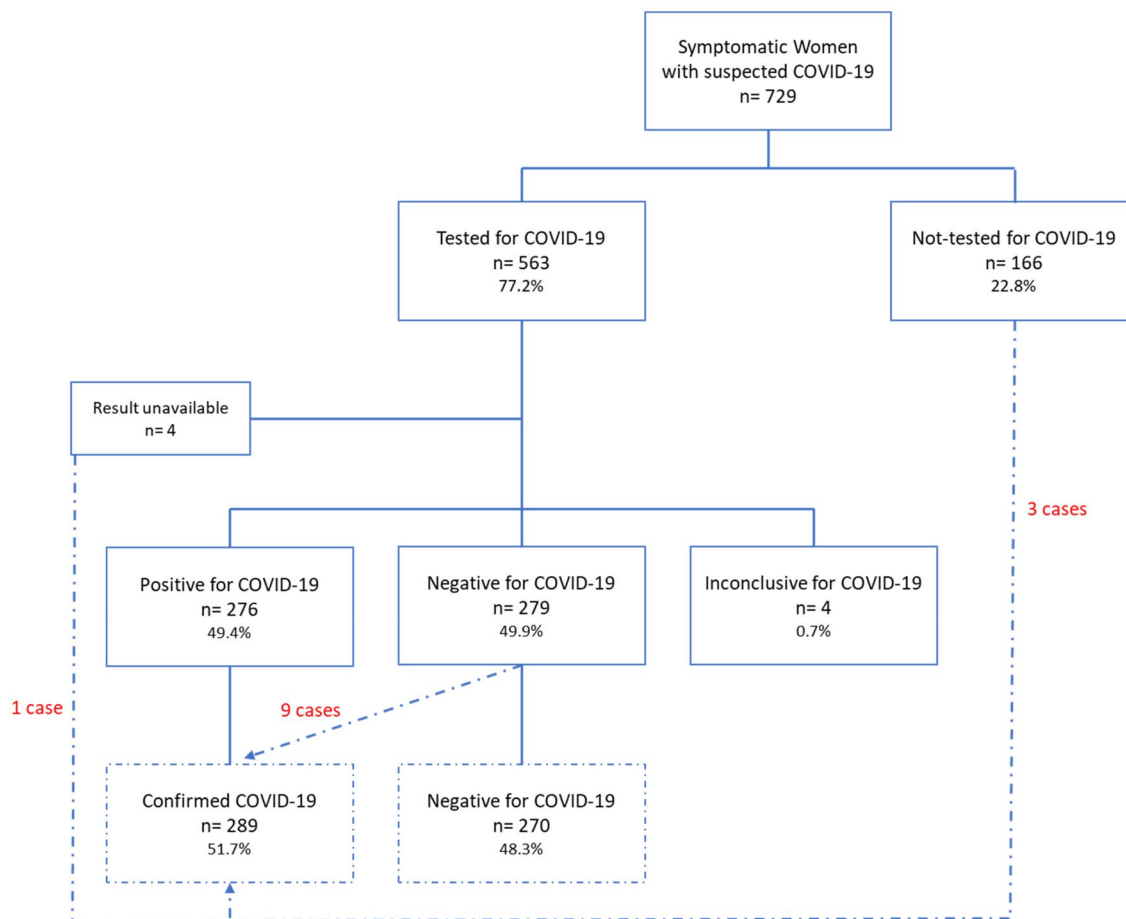 Symptomatic Women
with suspected COVID-19
n= 729
Tested for COVID-19
n= 563
77.2%
Not-tested for COVID-19
n= 166
22.8%
Result unavailable
n= 4
3 cases
Positive for COVID-19
n= 276
49.4%
Negative for COVID-19
n= 279
49.9%
Inconclusive for COVID-19
n= 4
0.7%
1 case
9 cases
Confirmed COVID-19
n= 289
51.7%
Negative for COVID-19
n= 270
48.3%